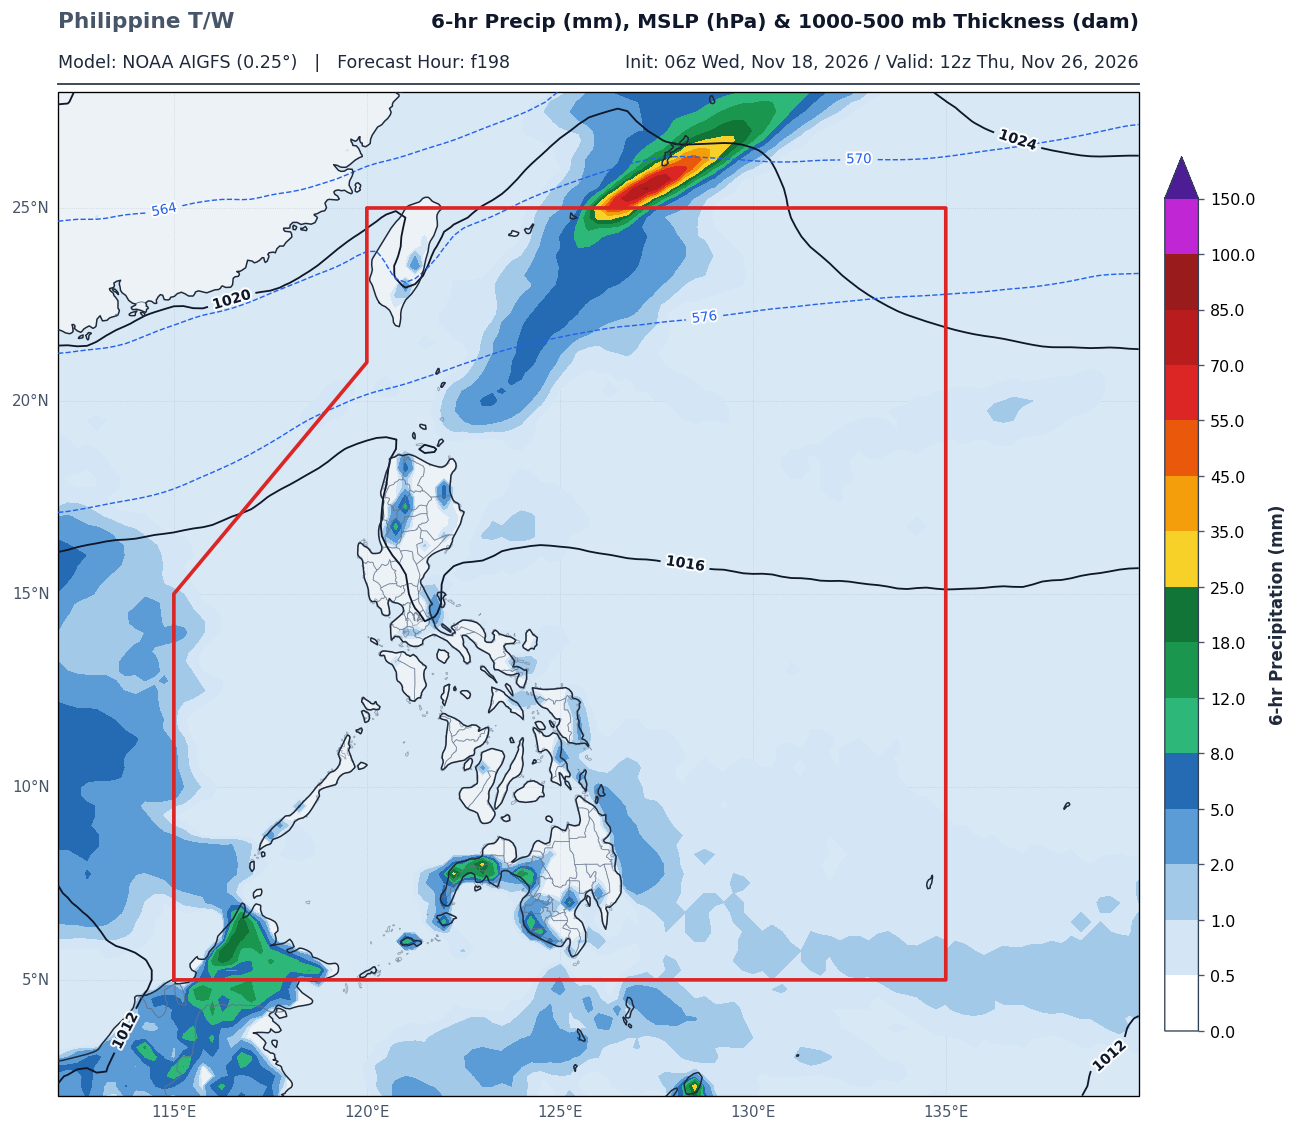 Philippine T/W
6-hr Precip (mm), MSLP (hPa) & 1000-500 mb Thickness (dam)
Model: NOAA AIGFS (0.25°) | Forecast Hour: f198
Init: 06z Wed, Nov 18, 2026 / Valid: 12z Thu, Nov 26, 2026
1024
570
564
1020
576
1016
1012
1012
25°N
20°N
15°N
10°N
5°N
115°E
120°E
125°E
130°E
135°E
150.0
100.0
85.0
70.0
55.0
45.0
35.0
25.0
18.0
12.0
8.0
5.0
2.0
1.0
0.5
0.0
6-hr Precipitation (mm)